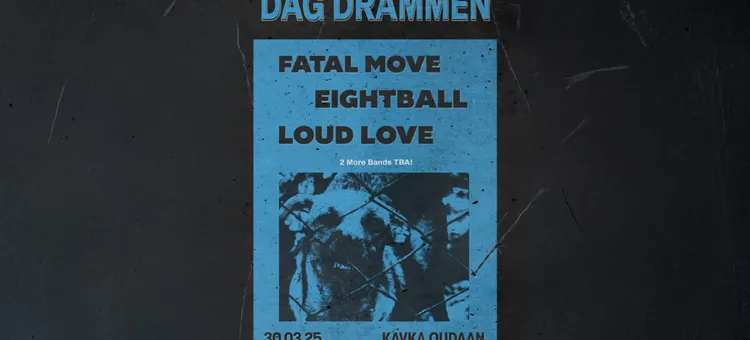 DAG DRAMMEN
FATAL MOVE
EIGHTBALL
LOUD LOVE
2 More Bands TBA!
30.03.25 KAVKA OUDAAN